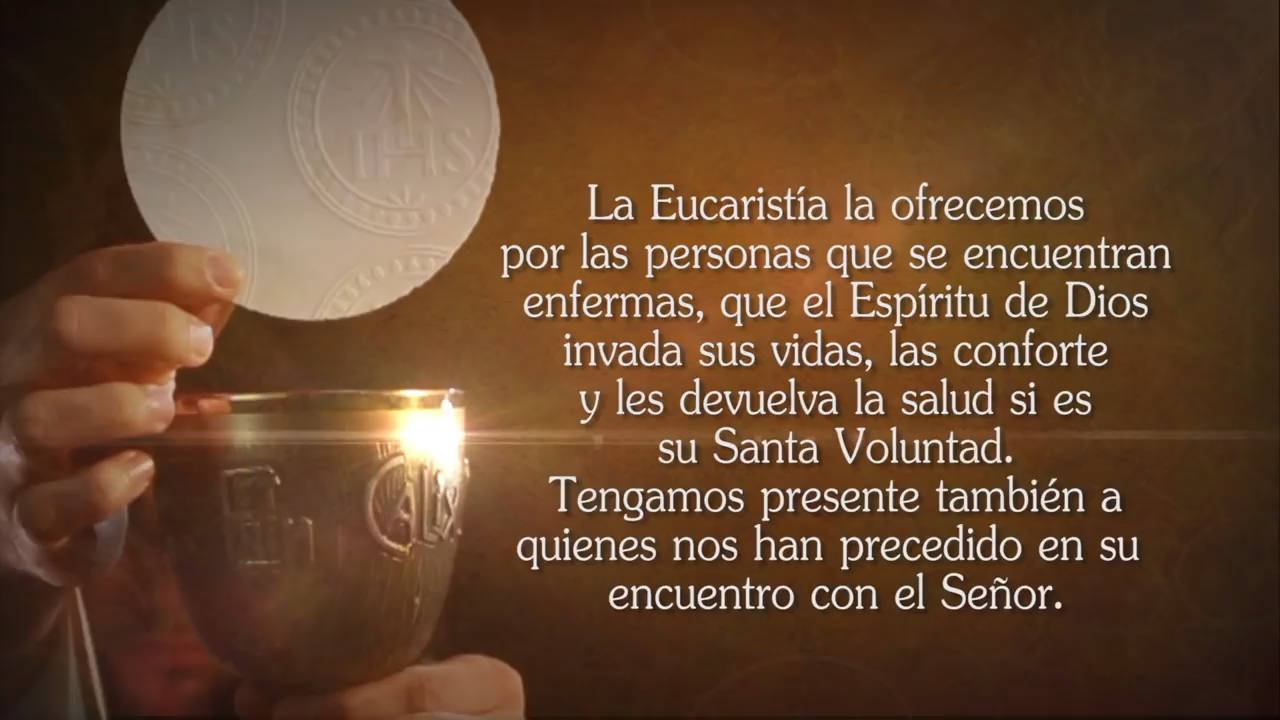 IHS
La Eucaristía la ofrecemos
por las personas que se encuentran
enfermas, que el Espíritu de Dios
invada sus vidas, las conforte
y les devuelva la salud si es
su Santa Voluntad.
Tengamos presente también a
quienes nos han precedido en su
encuentro con el Señor.